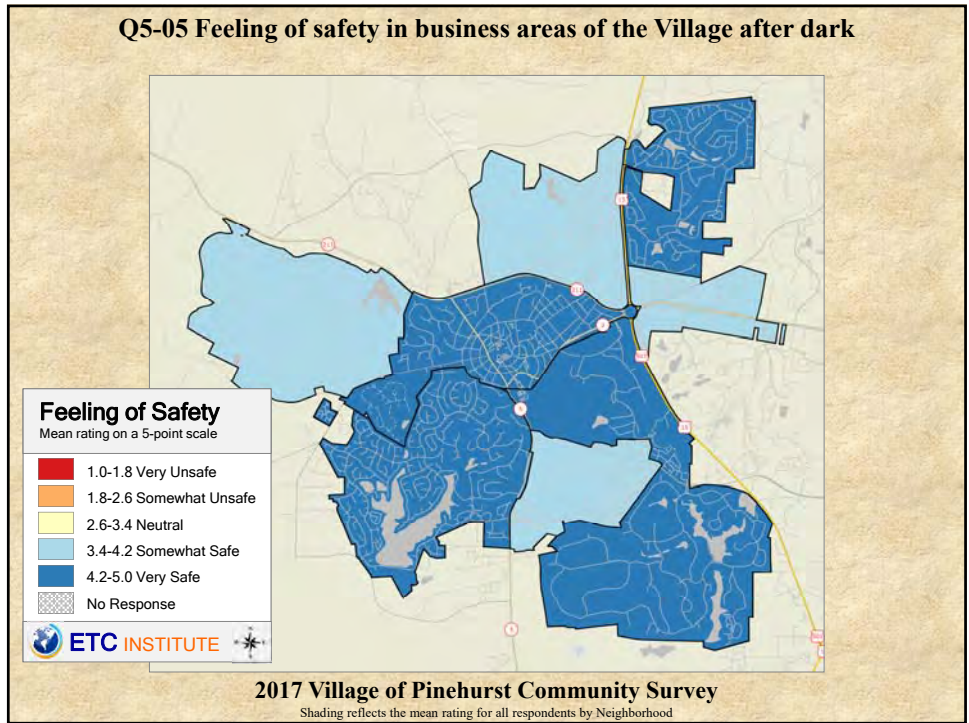 Q5-05 Feeling of safety in business areas of the Village after dark
Feeling of Safety
Mean rating on a 5-point scale
1.0-1.8 Very Unsafe
1.8-2.6 Somewhat Unsafe
2.6-3.4 Neutral
3.4-4.2 Somewhat Safe
4.2-5.0 Very Safe
No Response
ETC INSTITUTE
2017 Village of Pinehurst Community Survey
Shading reflects the mean rating for all respondents by Neighborhood